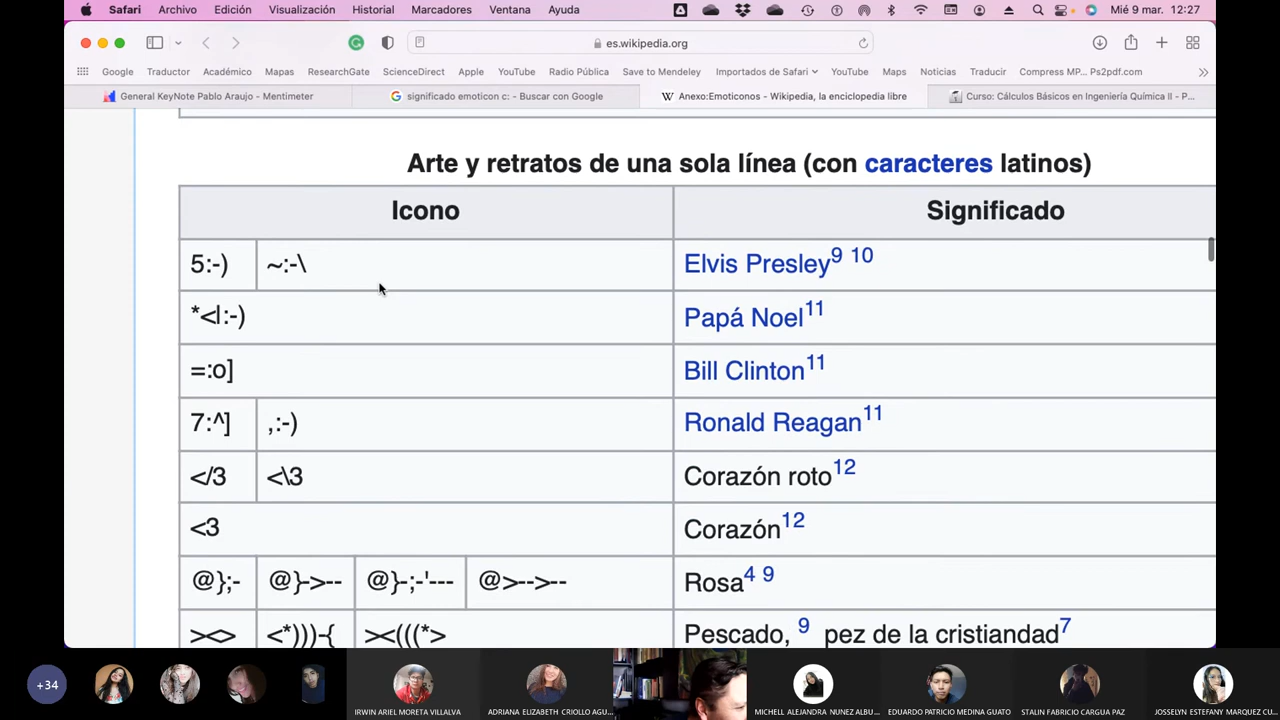 Safari Archivo Edición Visualización Historial Marcadores Ventana Ayuda Mié 9 mar. 12:27
es.wikipedia.org
Google Traductor Académico Mapas ResearchGate ScienceDirect Apple YouTube Radio Pública Save to Mendeley Importados de Safari YouTube Maps Noticias Traducir Compress MP... Ps2pdf.com
General KeyNote Pablo Araujo - Mentimeter significado emoticon c: - Buscar con Google Anexo:Emoticonos - Wikipedia, la enciclopedia libre Curso: Cálculos Básicos en Ingeniería Química II - P...
Arte y retratos de una sola línea (con caracteres latinos)
Icono Significado
5:-) ~:-\ Elvis Presley9 10
*<|:-) Papá Noel11
=:o] Bill Clinton11
7:^] ,:-) Ronald Reagan11
</3 <\3 Corazón roto12
<3 Corazón12
@};- @}->-- @}-;-'--- @>-->-- Rosa4 9
><> <*)))-{ ><(((*> Pescado, 9 pez de la cristiandad7
+34 IRWIN ARIEL MORETA VILLALVA ADRIANA ELIZABETH CRIOLLO AGU... MICHELL ALEJANDRA NUNEZ ALBU... EDUARDO PATRICIO MEDINA GUATO STALIN FABRICIO CARGUA PAZ JOSSELYN ESTEFANY MARQUEZ CU...